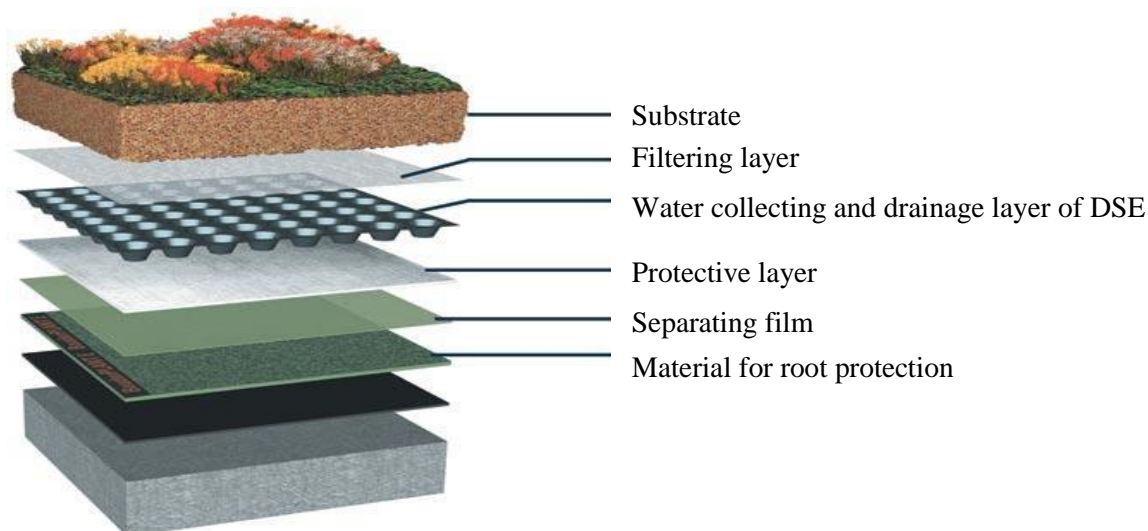 Substrate
Filtering layer
Water collecting and drainage layer of DSE
Protective layer
Separating film
Material for root protection